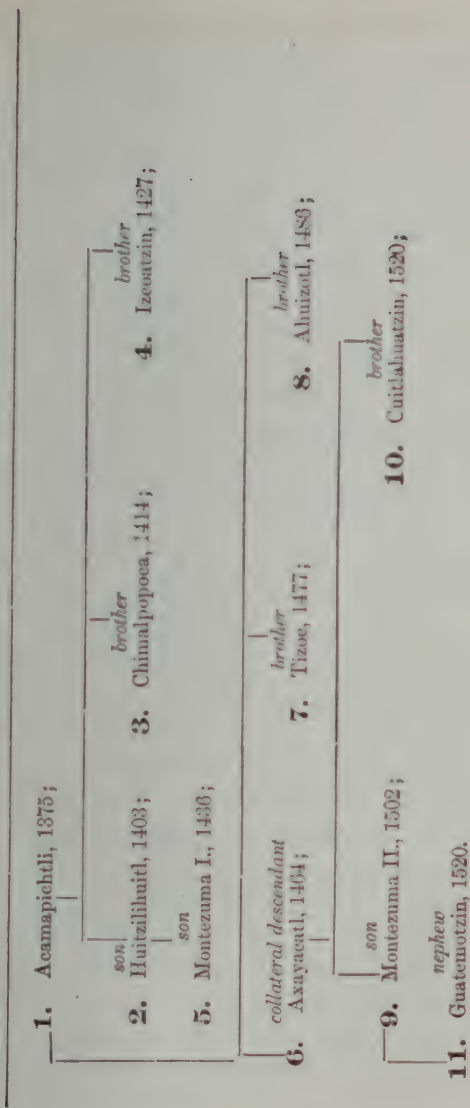 1. Acamapichtli, 1375;
son brother brother
2. Huitzilihuitl, 1403; 3. Chimalpopoca, 1414; 4. Izcoatzin, 1427;
son
5. Montezuma I., 1436;
collateral descendant brother brother
6. Axayacatl, 1464; 7. Tizoc, 1477; 8. Ahuizotl, 1486;
son brother
9. Montezuma II., 1502; 10. Cuitlahuatzin, 1520;
nephew
11. Guatemotzin, 1520.